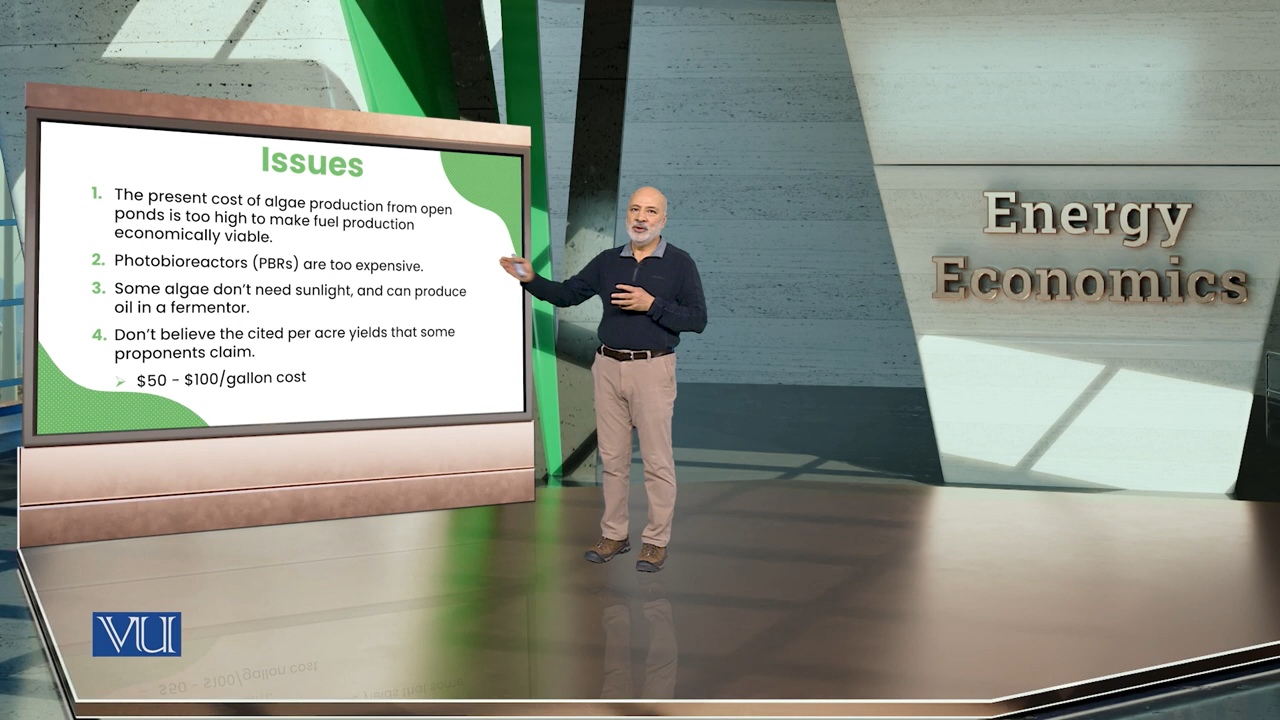 Issues
1. The present cost of algae production from open
ponds is too high to make fuel production
economically viable.
2. Photobioreactors (PBRs) are too expensive.
3. Some algae don't need sunlight, and can produce
oil in a fermentor.
4. Don't believe the cited per acre yields that some
proponents claim.
➢ $50 - $100/gallon cost
Energy
Economics
VU